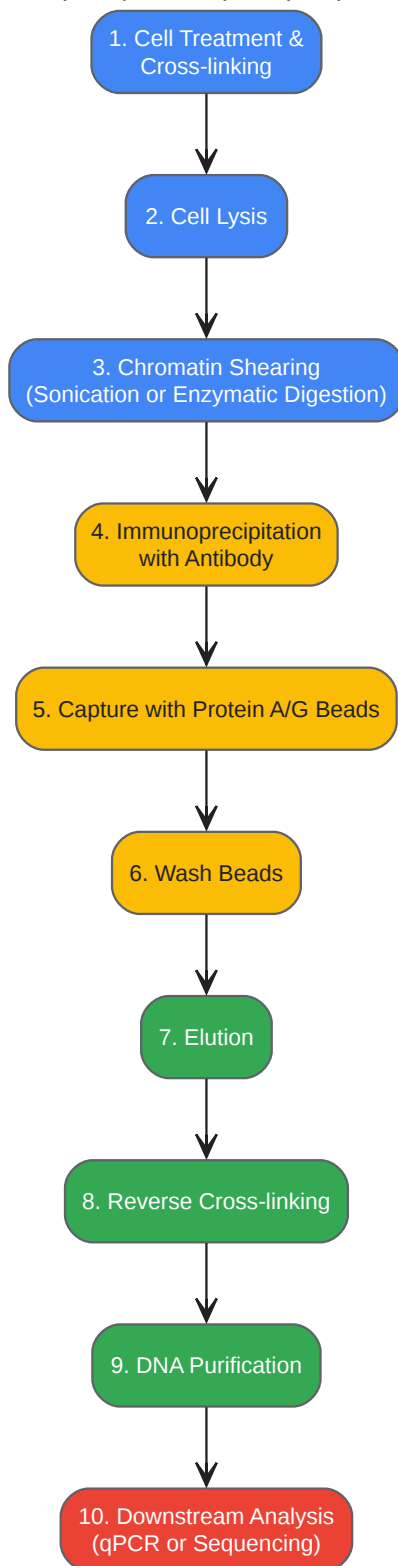 1. Cell Treatment &
Cross-linking
2. Cell Lysis
3. Chromatin Shearing
(Sonication or Enzymatic Digestion)
4. Immunoprecipitation
with Antibody
5. Capture with Protein A/G Beads
6. Wash Beads
7. Elution
8. Reverse Cross-linking
9. DNA Purification
10. Downstream Analysis
(qPCR or Sequencing)